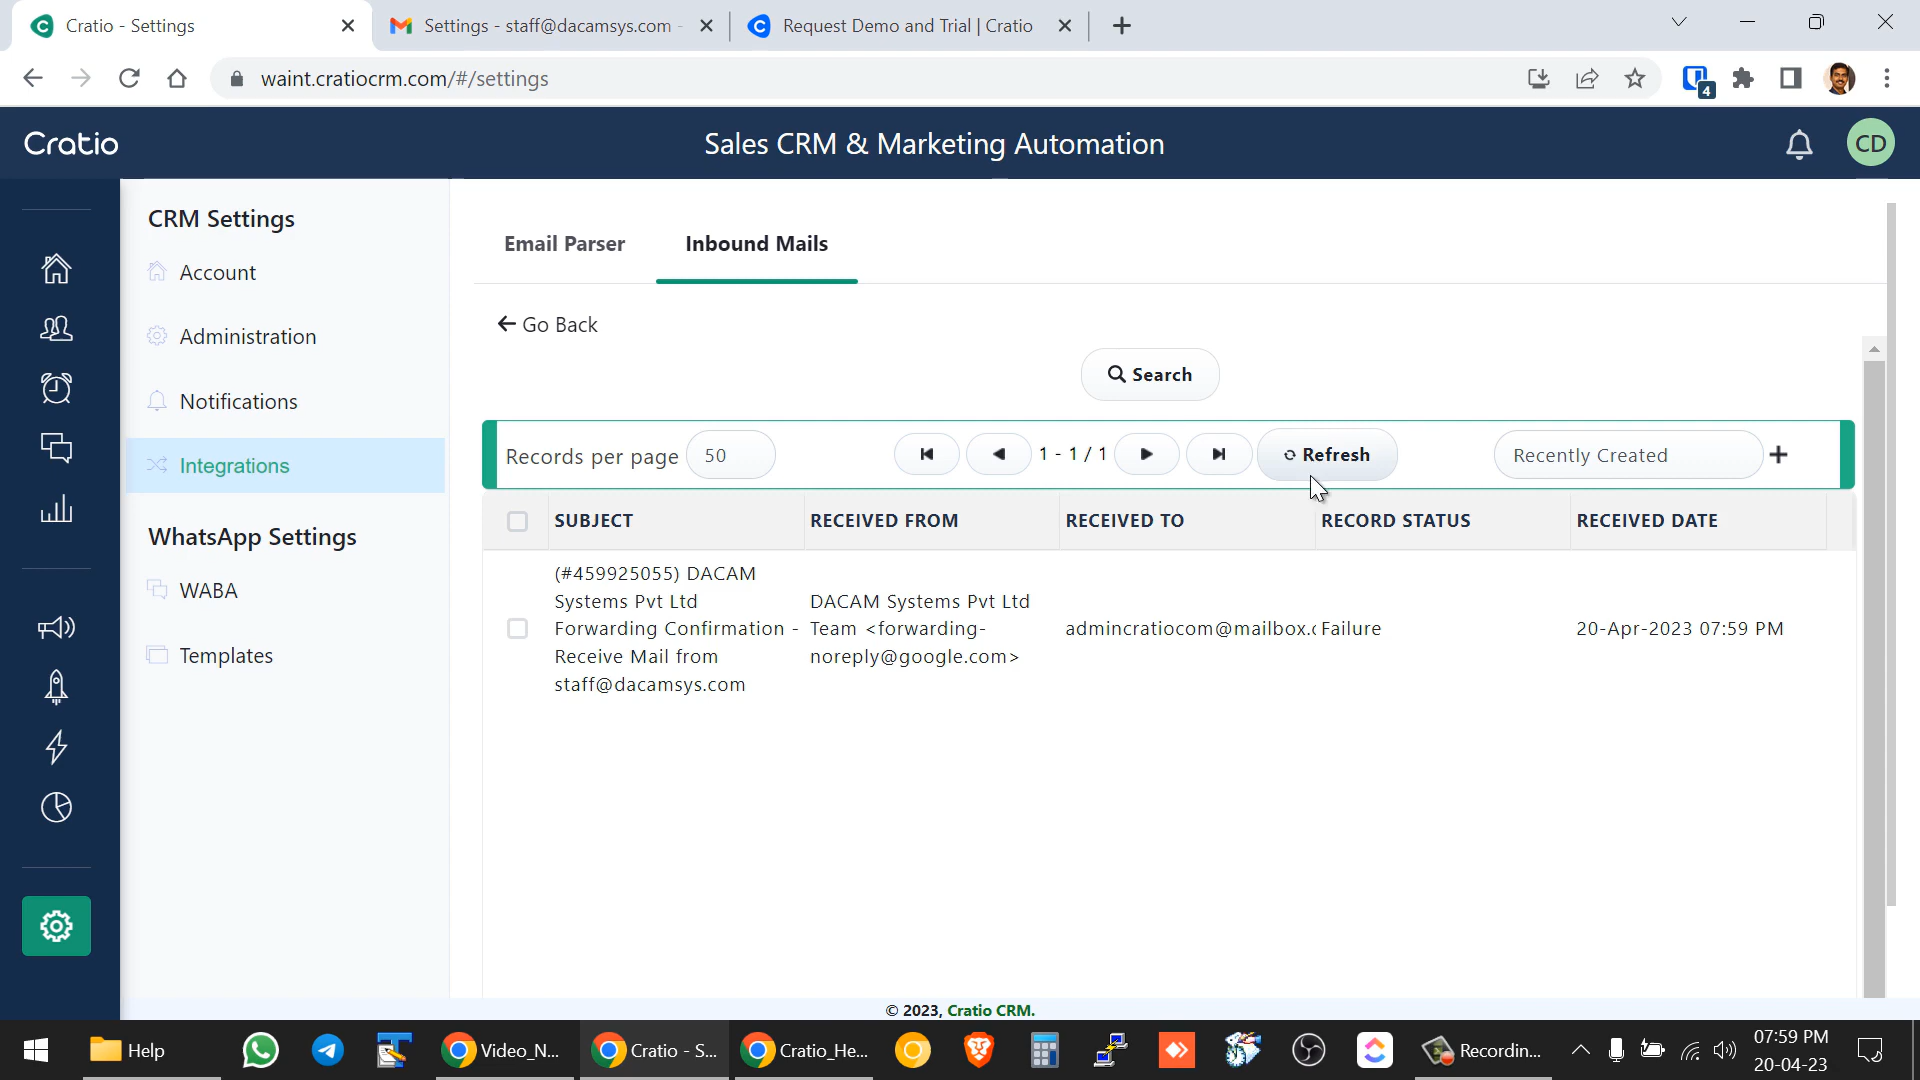 Cratio - Settings
Settings - staff@dacamsys.com -
Request Demo and Trial | Cratio
waint.cratiocrm.com/#/settings
4
Cratio
Sales CRM & Marketing Automation
CD
CRM Settings
Account
Administration
Notifications
Integrations
WhatsApp Settings
WABA
Templates
Email Parser
Inbound Mails
Go Back
Search
Records per page
50
1 - 1 / 1
Refresh
Recently Created
SUBJECT
RECEIVED FROM
RECEIVED TO
RECORD STATUS
RECEIVED DATE
(#459925055) DACAM
Systems Pvt Ltd
Forwarding Confirmation -
Receive Mail from
staff@dacamsys.com
DACAM Systems Pvt Ltd
Team <forwarding-
noreply@google.com>
admincratiocom@mailbox.c
Failure
20-Apr-2023 07:59 PM
© 2023, Cratio CRM.
Help
Video_N...
Cratio - S...
Cratio_He...
Recordin...
07:59 PM
20-04-23